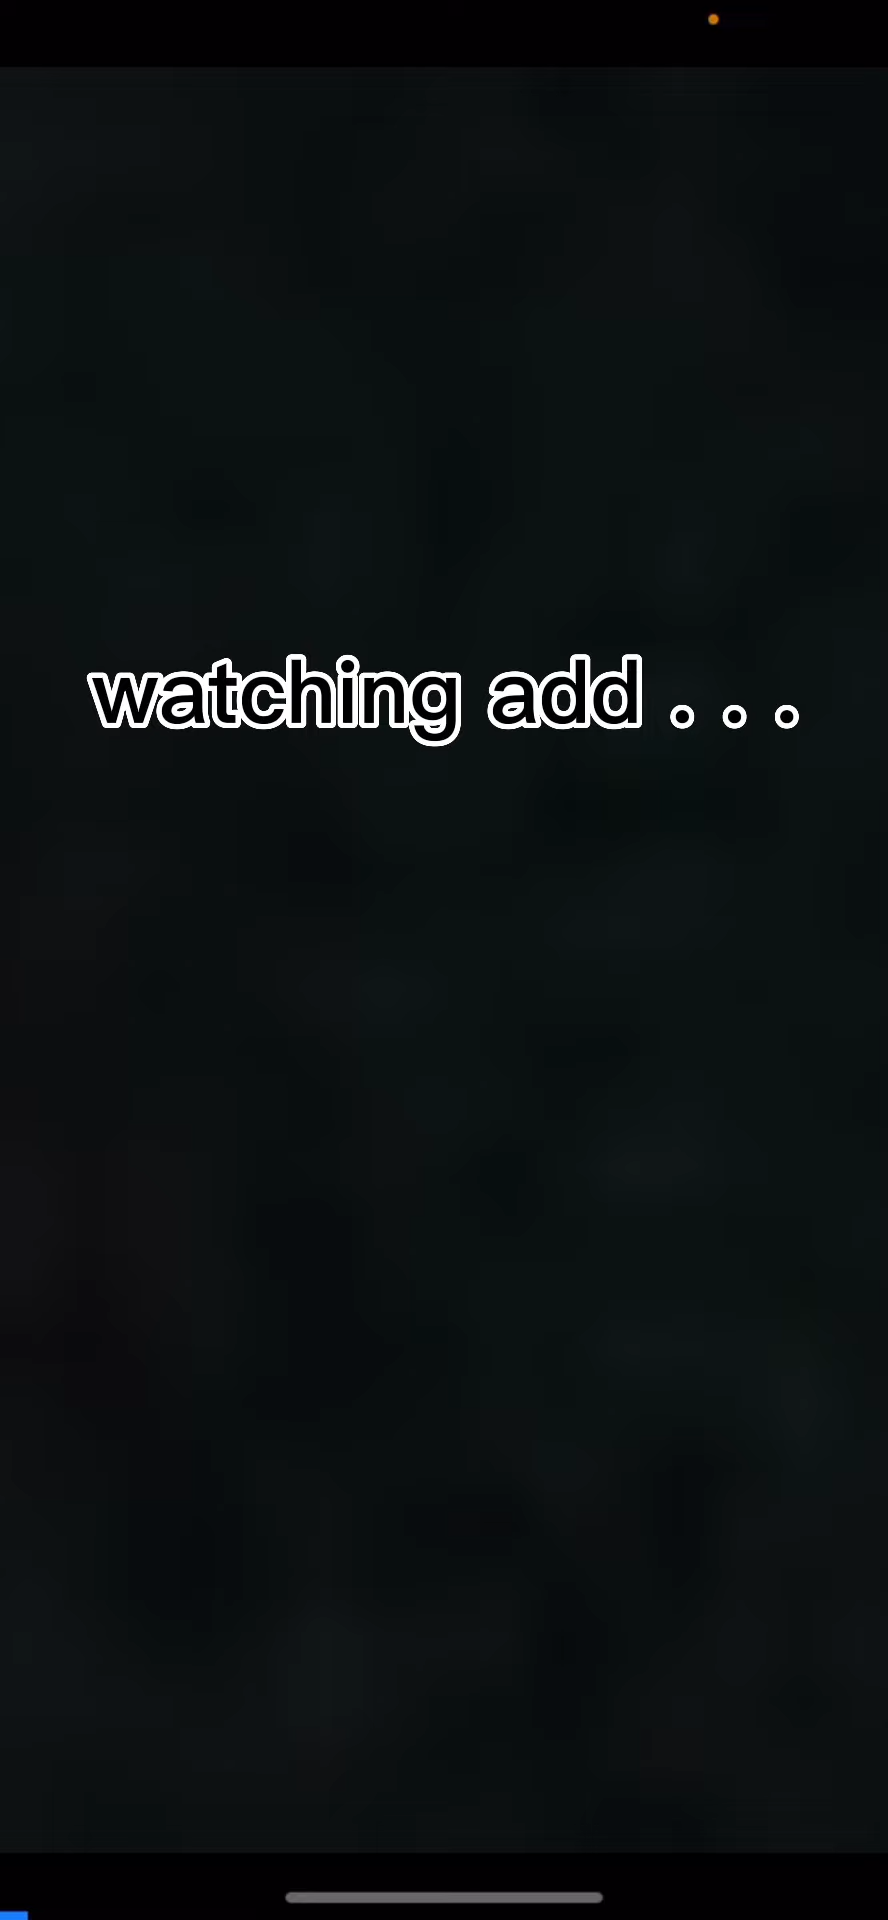 watching add . . .